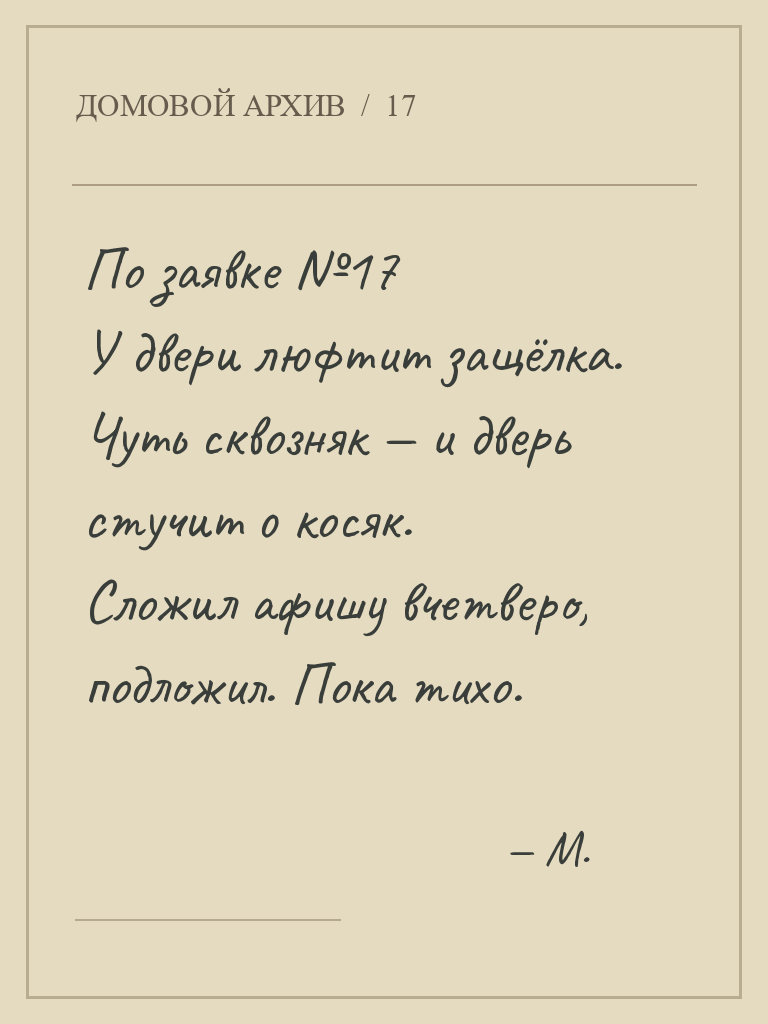 ДОМОВОЙ АРХИВ / 17
По заявке №17
У двери люфтит защёлка.
Чуть сквозняк — и дверь
стучит о косяк.
Сложил афишу вчетверо,
подложил. Пока тихо.
— М.